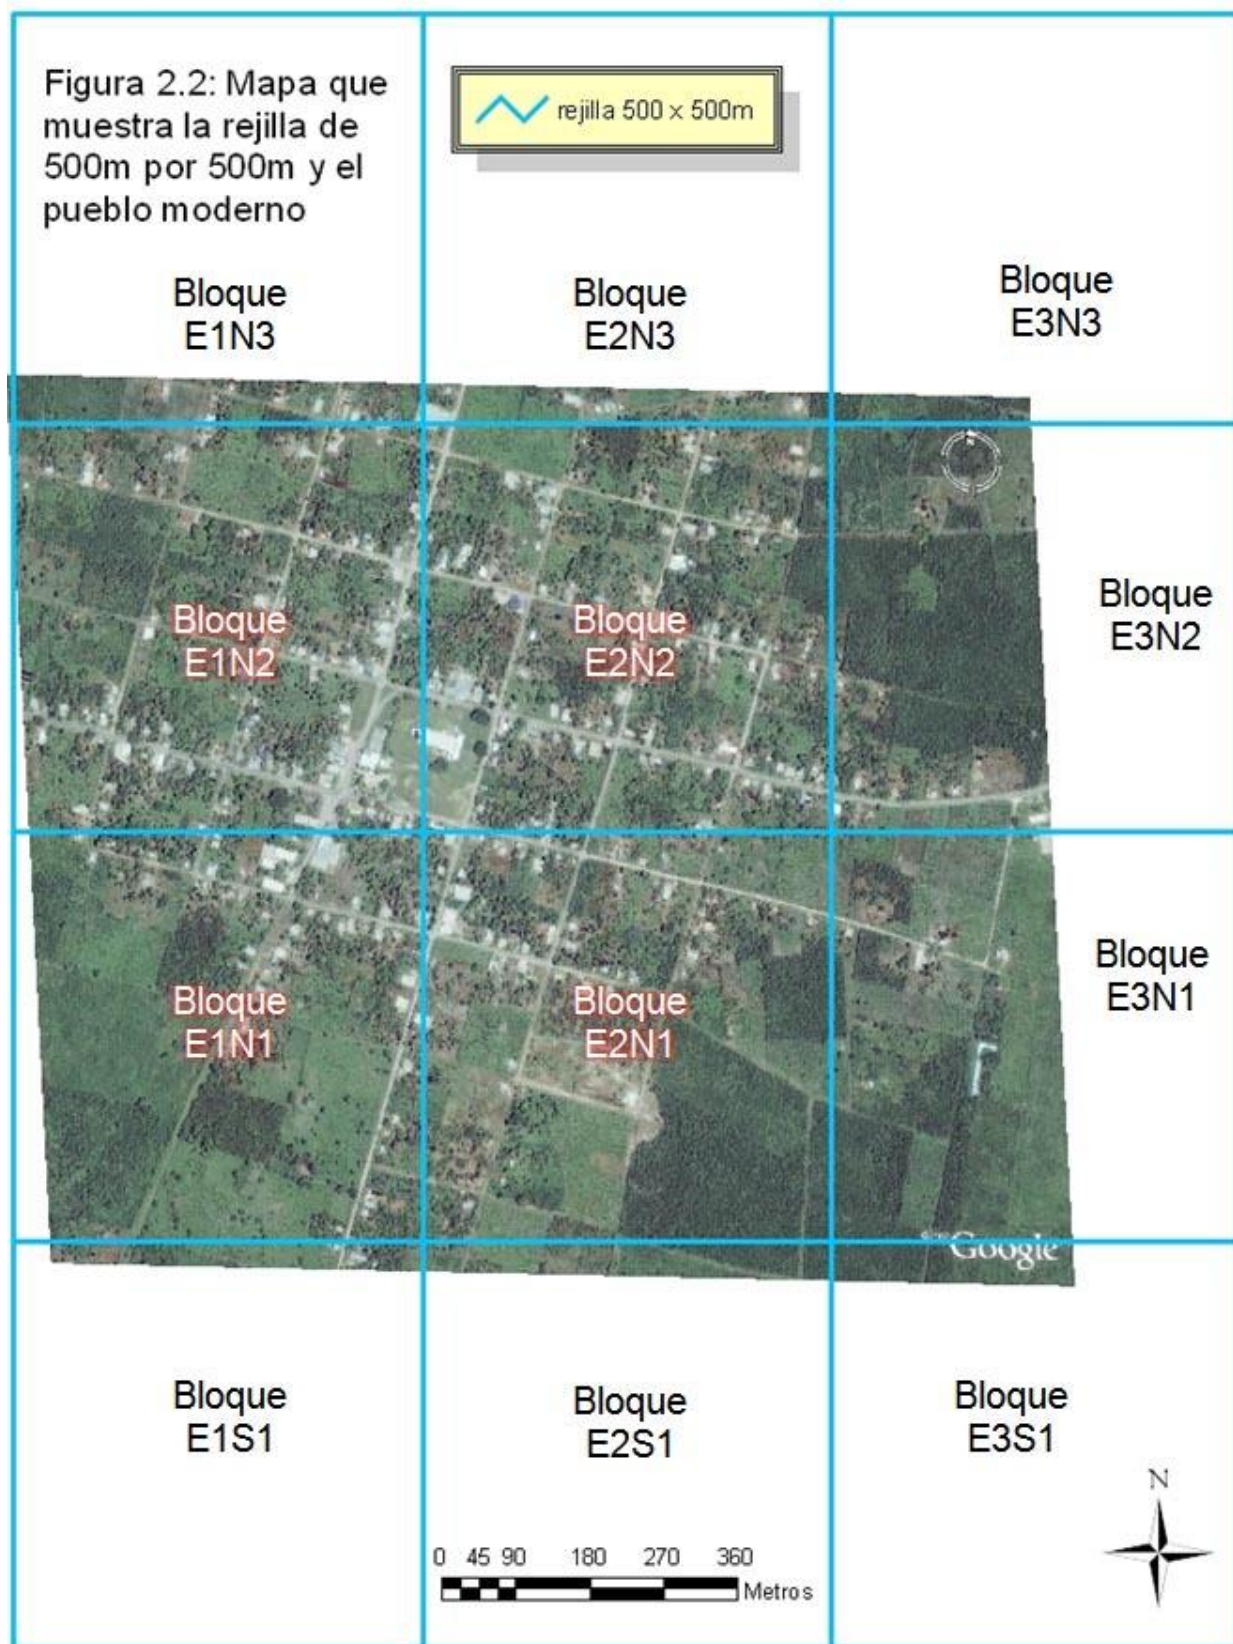 Figura 2.2: Mapa que
muestra la rejilla de
500m por 500m y el
pueblo moderno
rejilla 500 x 500m
Bloque
E1N3
Bloque
E2N3
Bloque
E3N3
N
Bloque
E1N2
Bloque
E2N2
Bloque
E3N2
Bloque
E1N1
Bloque
E2N1
Bloque
E3N1
Google
Bloque
E1S1
Bloque
E2S1
Bloque
E3S1
N
0 45 90 180 270 360
Metros